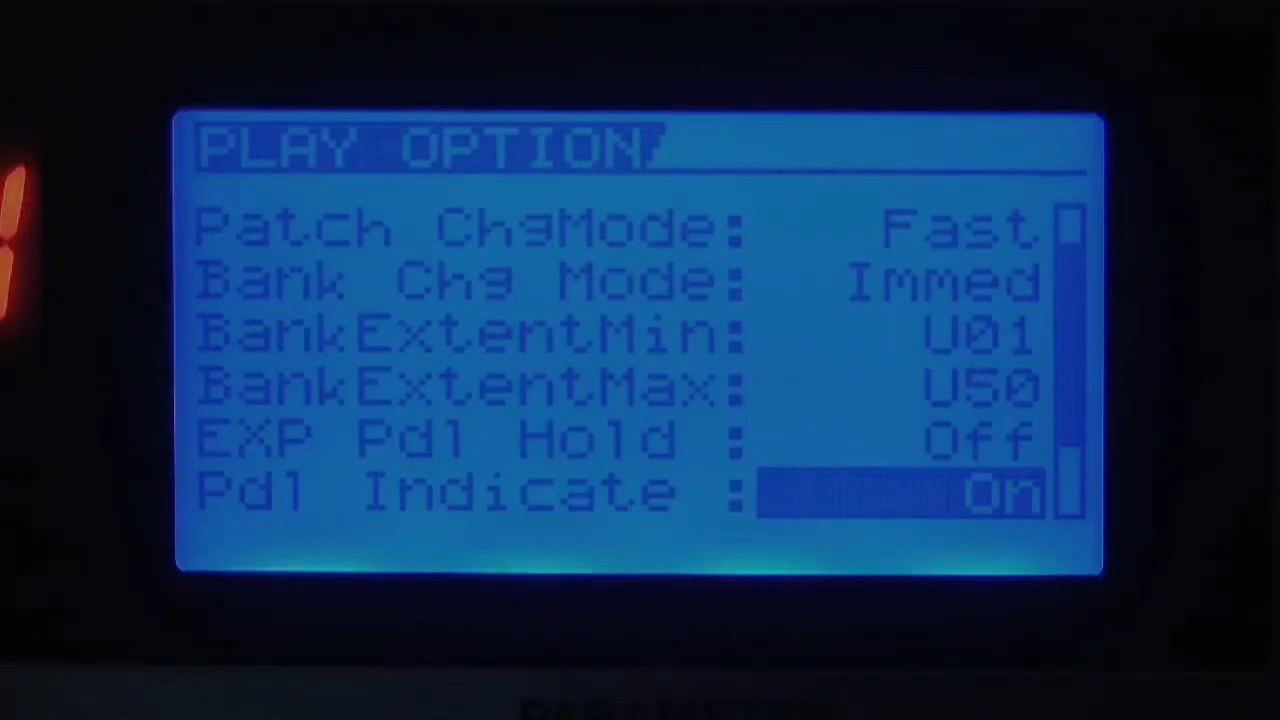 PLAY OPTION
Patch ChgMode: Fast
Bank Chg Mode: Immed
BankExtentMin: U01
BankExtentMax: U50
EXP Pdl Hold : Off
Pdl Indicate : On
PARAMETER